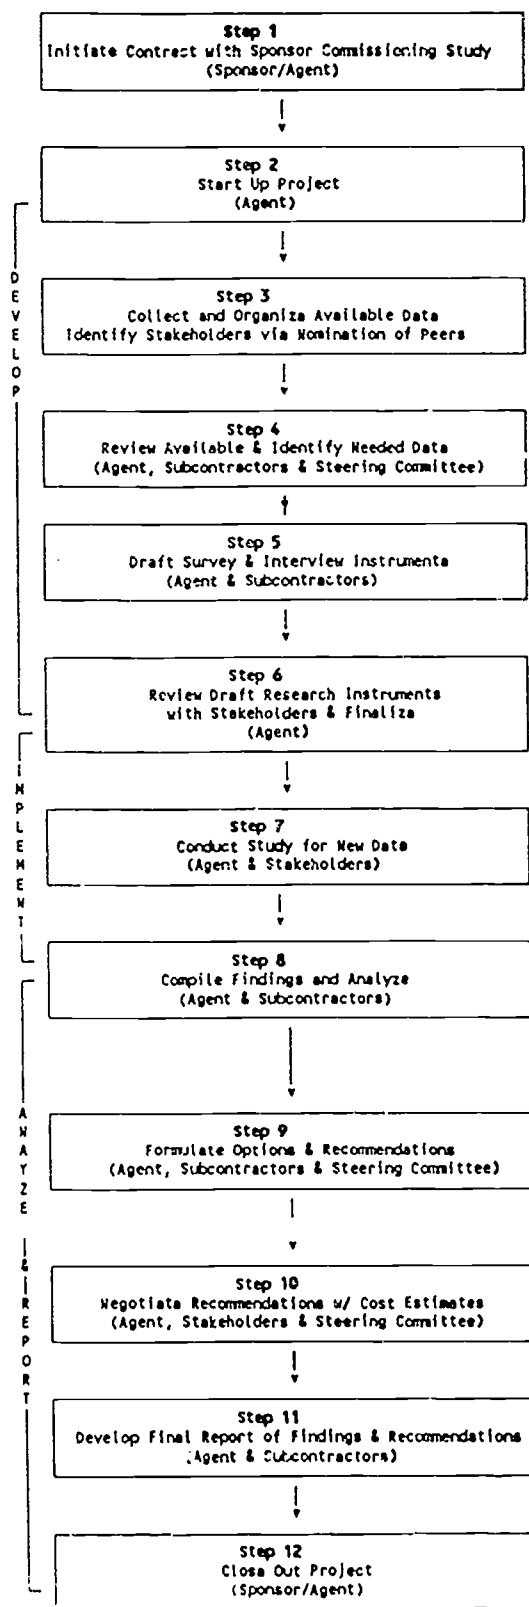 Step 1
Initiate Contract with Sponsor Commissioning Study
(Sponsor/Agent)
Step 2
Start Up Project
(Agent)
DEVELOP
Step 3
Collect and Organize Available Data
Identify Stakeholders via Nomination of Peers
Step 4
Review Available & Identify Needed Data
(Agent, Subcontractors & Steering Committee)
Step 5
Draft Survey & Interview Instruments
(Agent & Subcontractors)
Step 6
Review Draft Research Instruments
with Stakeholders & Finalize
(Agent)
IMPLEMENT
Step 7
Conduct Study for New Data
(Agent & Stakeholders)
Step 8
Compile Findings and Analyze
(Agent & Subcontractors)
ANAYZE & REPORT
Step 9
Formulate Options & Recommendations
(Agent, Subcontractors & Steering Committee)
Step 10
Negotiate Recommendations w/ Cost Estimates
(Agent, Stakeholders & Steering Committee)
Step 11
Develop Final Report of Findings & Recommendations
(Agent & Subcontractors)
Step 12
Close Out Project
(Sponsor/Agent)